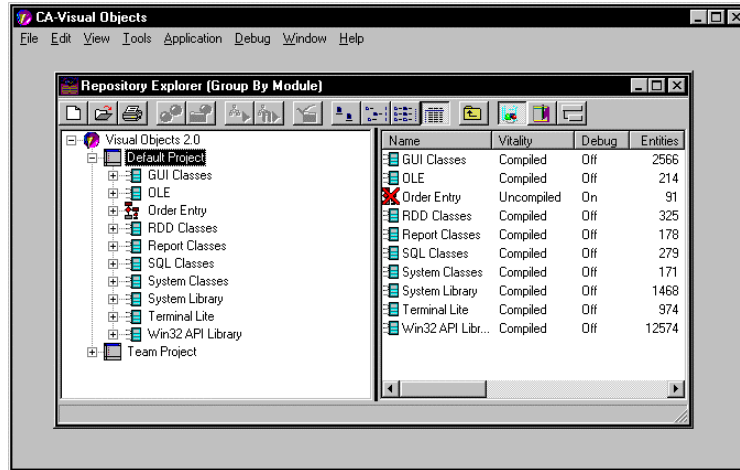 CA-Visual Objects
File Edit View Tools Application Debug Window Help
Repository Explorer (Group By Module)
Visual Objects 2.0
Default Project
GUI Classes
OLE
Order Entry
RDD Classes
Report Classes
SQL Classes
System Classes
System Library
Terminal Lite
Win32 API Library
Team Project
Name Vitality Debug Entities
GUI Classes Compiled Off 2566
OLE Compiled Off 214
Order Entry Uncompiled On 91
RDD Classes Compiled Off 325
Report Classes Compiled Off 178
SQL Classes Compiled Off 279
System Classes Compiled Off 171
System Library Compiled Off 1468
Terminal Lite Compiled Off 974
Win32 API Libr... Compiled Off 12574